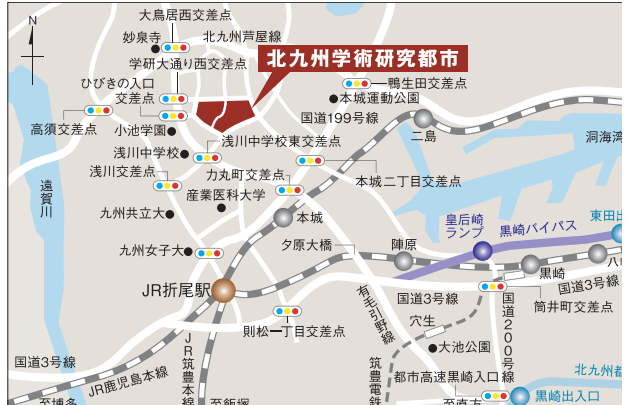 大鳥居西交差点
N
妙泉寺
北九州芦屋線
学研大通り西交差点
北九州学術研究都市
ひびきの入口
交差点
鴨生田交差点
本城運動公園
国道199号線
高須交差点
小池学園
二島
洞海湾
浅川中学校東交差点
浅川中学校
浅川交差点
力丸町交差点
本城二丁目交差点
遠賀川
産業医科大学
九州共立大
本城
皇后崎
ランプ
黒崎バイパス
東田出
夕原大橋
陣原
九州女子大
八
黒崎
JR折尾駅
国道3号線
国道3号線
筒井町交差点
有毛引野線
国道200号線
穴生
則松一丁目交差点
大池公園
国道3号線
JR鹿児島本線
JR筑豊本線
筑豊電鉄
都市高速黒崎入口
北九州都
至博多
至飯塚
至直方
黒崎出入口